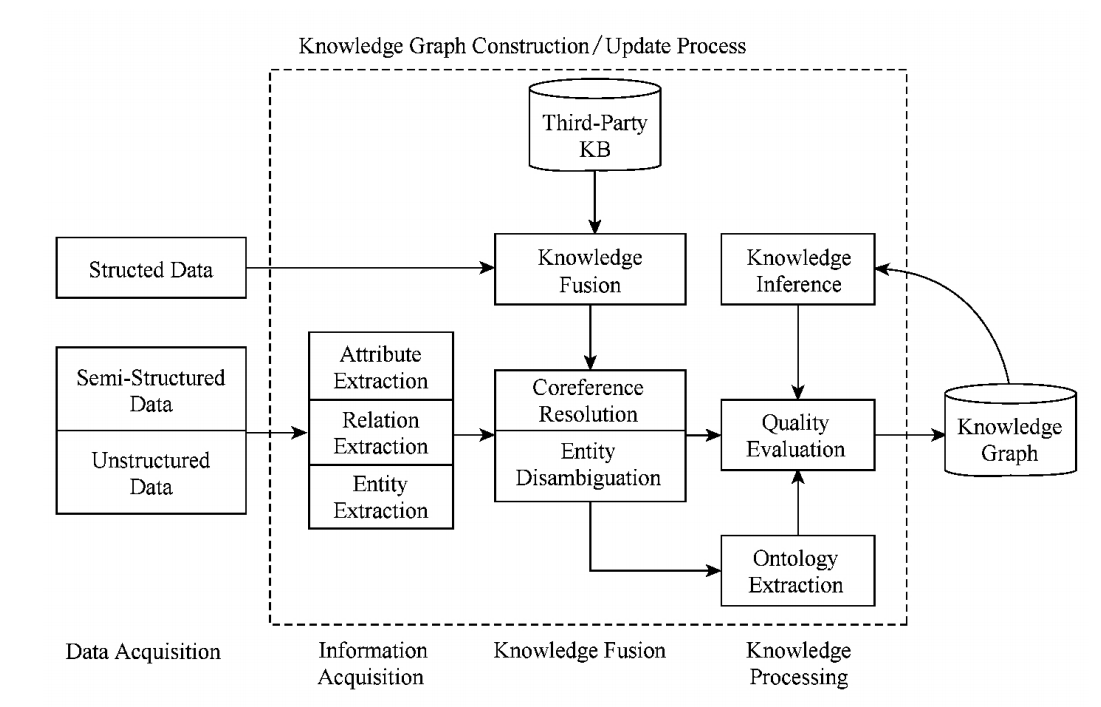 Knowledge Graph Construction/Update Process
Third-Party
KB
Structed Data
Knowledge
Fusion
Knowledge
Inference
Semi-Structured
Data
Unstructured
Data
Attribute
Extraction
Relation
Extraction
Entity
Extraction
Coreference
Resolution
Entity
Disambiguation
Quality
Evaluation
Knowledge
Graph
Ontology
Extraction
Data Acquisition
Information
Acquisition
Knowledge Fusion
Knowledge
Processing